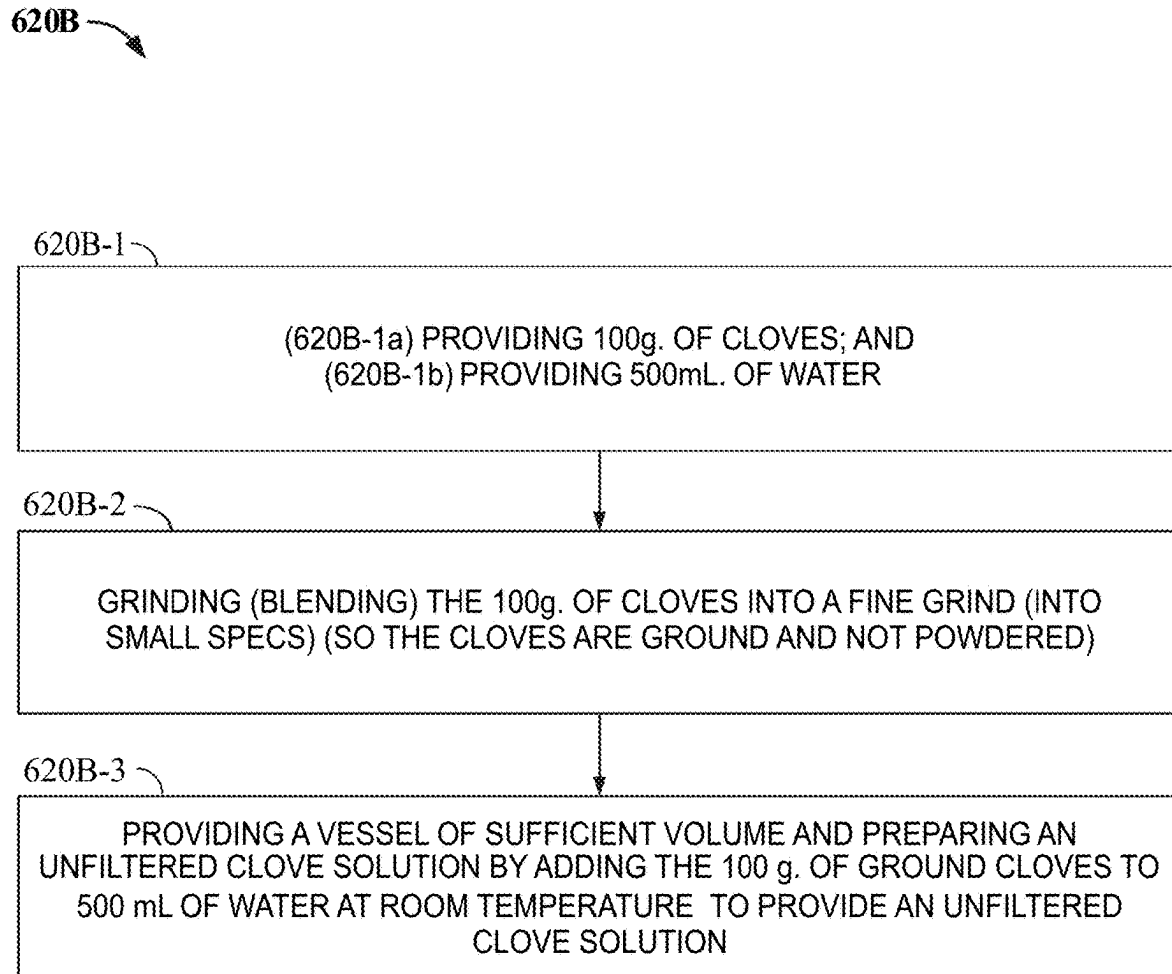 620B
620B-1
(620B-1a) PROVIDING 100g. OF CLOVES; AND
(620B-1b) PROVIDING 500mL. OF WATER
620B-2
GRINDING (BLENDING) THE 100g. OF CLOVES INTO A FINE GRIND (INTO
SMALL SPECS) (SO THE CLOVES ARE GROUND AND NOT POWDERED)
620B-3
PROVIDING A VESSEL OF SUFFICIENT VOLUME AND PREPARING AN
UNFILTERED CLOVE SOLUTION BY ADDING THE 100 g. OF GROUND CLOVES TO
500 mL OF WATER AT ROOM TEMPERATURE TO PROVIDE AN UNFILTERED
CLOVE SOLUTION